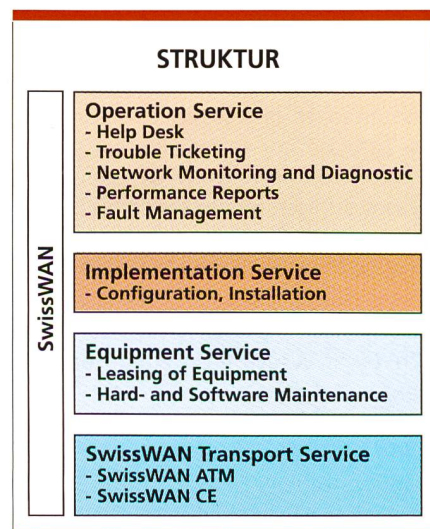 STRUKTUR
SwissWAN
Operation Service
- Help Desk
- Trouble Ticketing
- Network Monitoring and Diagnostic
- Performance Reports
- Fault Management
Implementation Service
- Configuration, Installation
Equipment Service
- Leasing of Equipment
- Hard- and Software Maintenance
SwissWAN Transport Service
- SwissWAN ATM
- SwissWAN CE